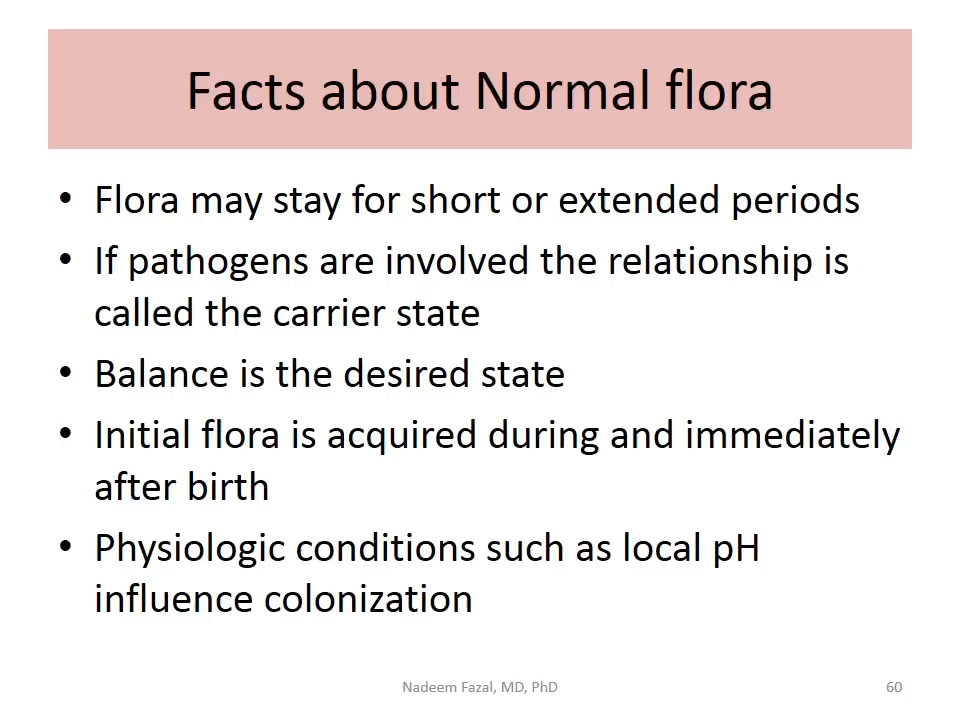 Facts about Normal flora
• Flora may stay for short or extended periods
• If pathogens are involved the relationship is
called the carrier state
• Balance is the desired state
• Initial flora is acquired during and immediately
after birth
• Physiologic conditions such as local pH
influence colonization
Nadeem Fazal, MD, PhD
60